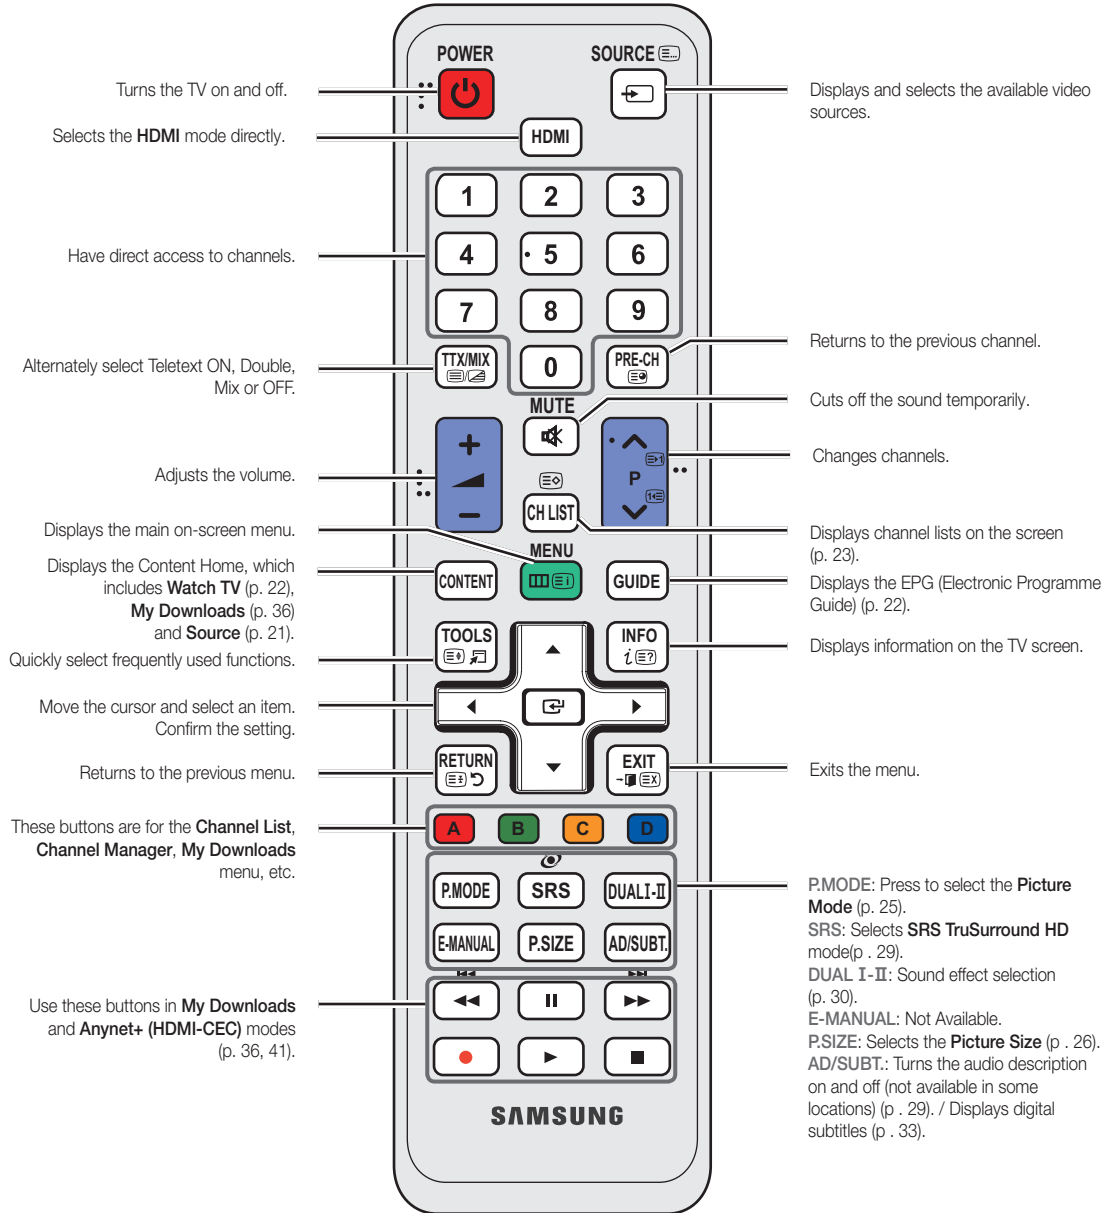 POWER
SOURCE
Turns the TV on and off.
Displays and selects the available video
sources.
Selects the HDMI mode directly.
HDMI
1 2 3
Have direct access to channels.
4 5 6
7 8 9
Returns to the previous channel.
Alternately select Teletext ON, Double,
Mix or OFF.
TTX/MIX
0
PRE-CH
MUTE
Cuts off the sound temporarily.
+
P
−
Adjusts the volume.
Changes channels.
CH LIST
Displays the main on-screen menu.
Displays channel lists on the screen
(p. 23).
MENU
Displays the Content Home, which
includes Watch TV (p. 22),
My Downloads (p. 36)
and Source (p. 21).
CONTENT
GUIDE
Displays the EPG (Electronic Programme
Guide) (p. 22).
TOOLS
INFO
Quickly select frequently used functions.
Displays information on the TV screen.
Move the cursor and select an item.
Confirm the setting.
RETURN
EXIT
Returns to the previous menu.
Exits the menu.
These buttons are for the Channel List,
Channel Manager, My Downloads
menu, etc.
A B C D
P.MODE SRS DUALI-II
E-MANUAL P.SIZE AD/SUBT.
P.MODE: Press to select the Picture
Mode (p. 25).
SRS: Selects SRS TruSurround HD
mode(p . 29).
DUAL I-II: Sound effect selection
(p. 30).
E-MANUAL: Not Available.
P.SIZE: Selects the Picture Size (p . 26).
AD/SUBT.: Turns the audio description
on and off (not available in some
locations) (p . 29). / Displays digital
subtitles (p . 33).
Use these buttons in My Downloads
and Anynet+ (HDMI-CEC) modes
(p. 36, 41).
SAMSUNG